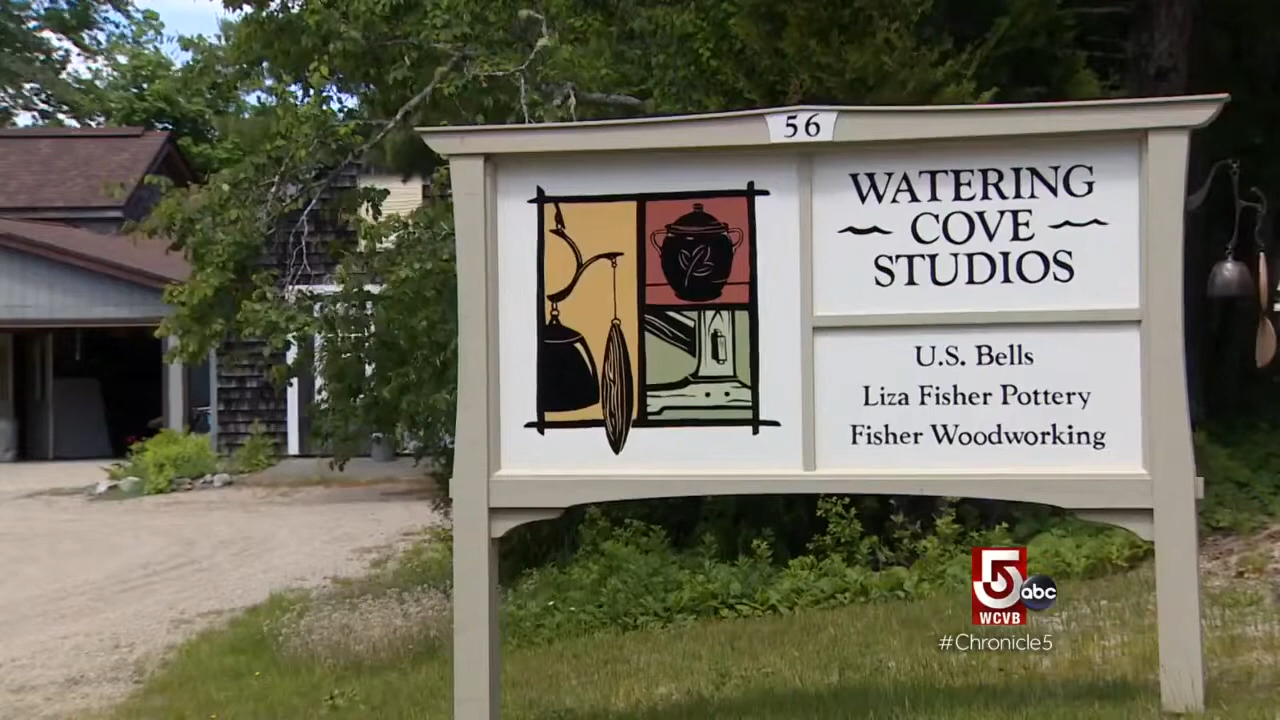 56
WATERING
COVE
STUDIOS
U.S. Bells
Liza Fisher Pottery
Fisher Woodworking
5
abc
WCVB
#Chronicle5